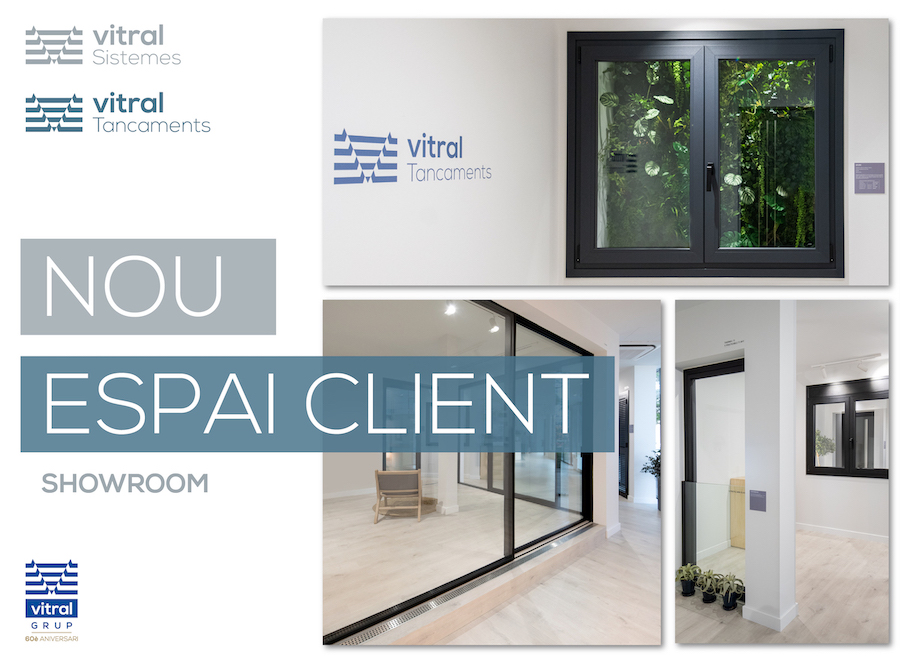 vitral
Sistemes
vitral
Tancaments
vitral
Tancaments
NOU
ESPAI CLIENT
SHOWROOM
vitral
GRUP
60è ANIVERSARI